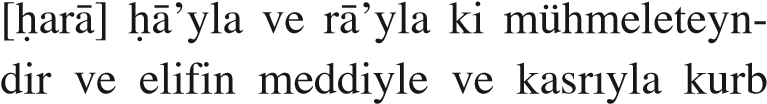 [ḥarā] ḥā’yla ve rā’yla ki mühmeleteyn-
dir ve elifin meddiyle ve kasrıyla kurb